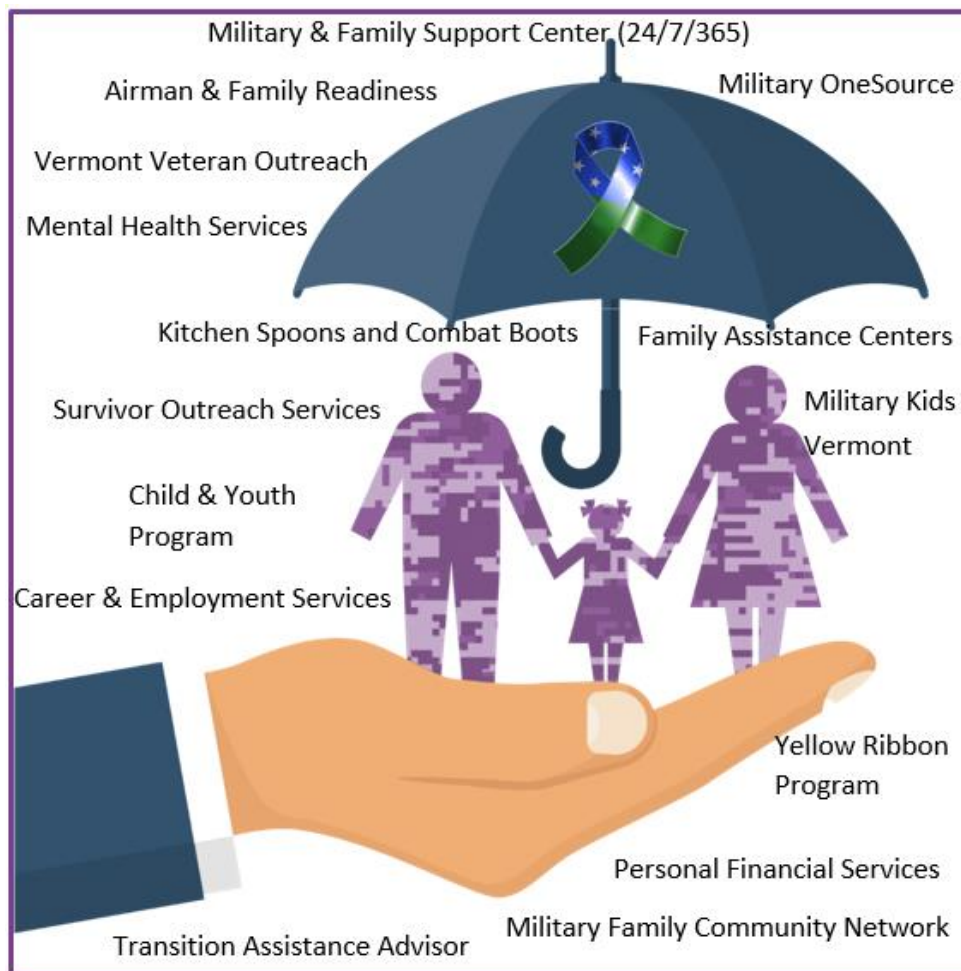 Military & Family Support Center (24/7/365)
Airman & Family Readiness
Military OneSource
Vermont Veteran Outreach
Mental Health Services
Kitchen Spoons and Combat Boots
Family Assistance Centers
Survivor Outreach Services
Military Kids
Vermont
Child & Youth
Program
Career & Employment Services
Yellow Ribbon
Program
Personal Financial Services
Military Family Community Network
Transition Assistance Advisor